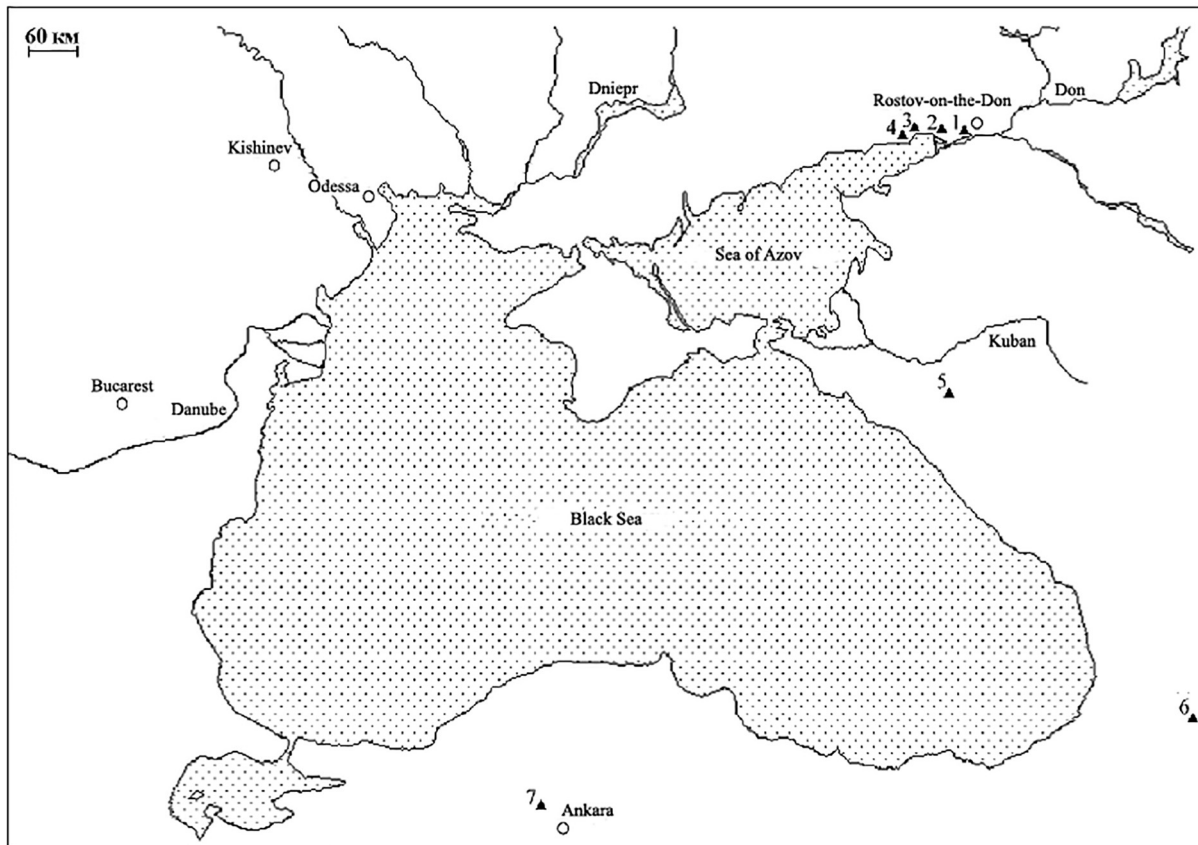 60 км
Dniepr
Don
Rostov-on-the-Don
4 3 2 1
Kishinev
Odessa
Sea of Azov
Kuban
5
Bucarest
Danube
Black Sea
6
7
Ankara